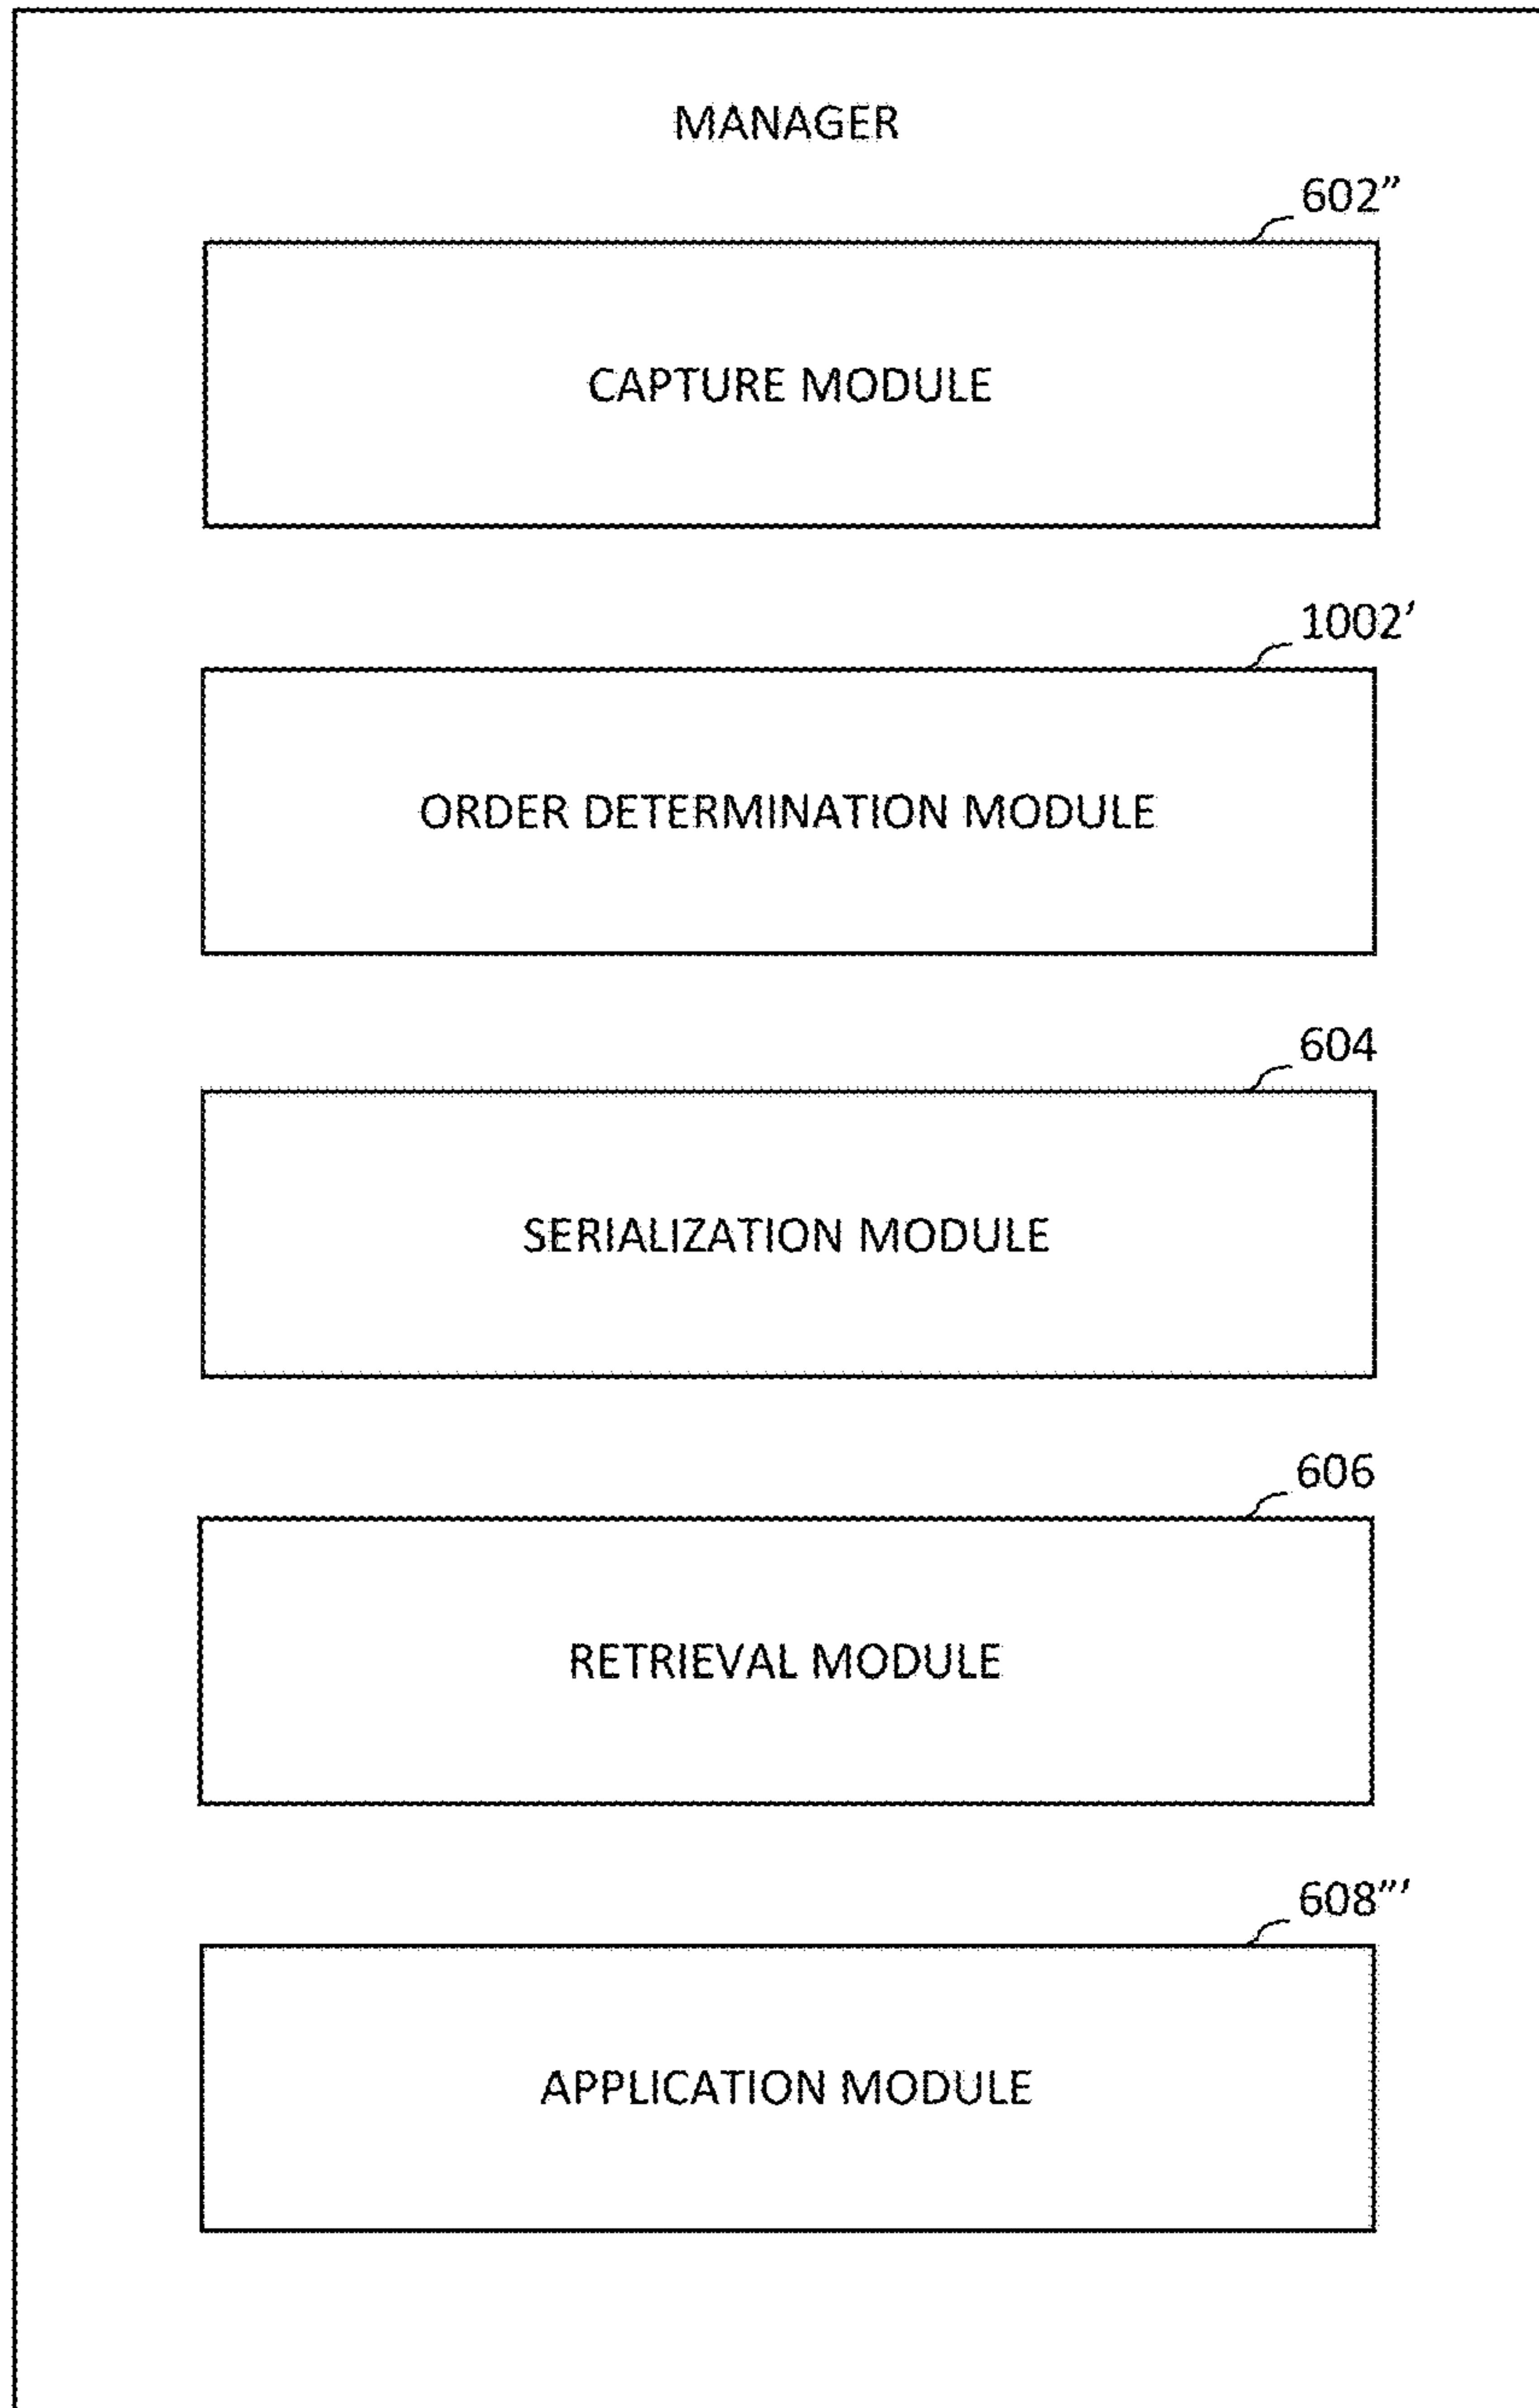 MANAGER
602”
CAPTURE MODULE
1002’
ORDER DETERMINATION MODULE
604
SERIALIZATION MODULE
606
RETRIEVAL MODULE
608”’
APPLICATION MODULE